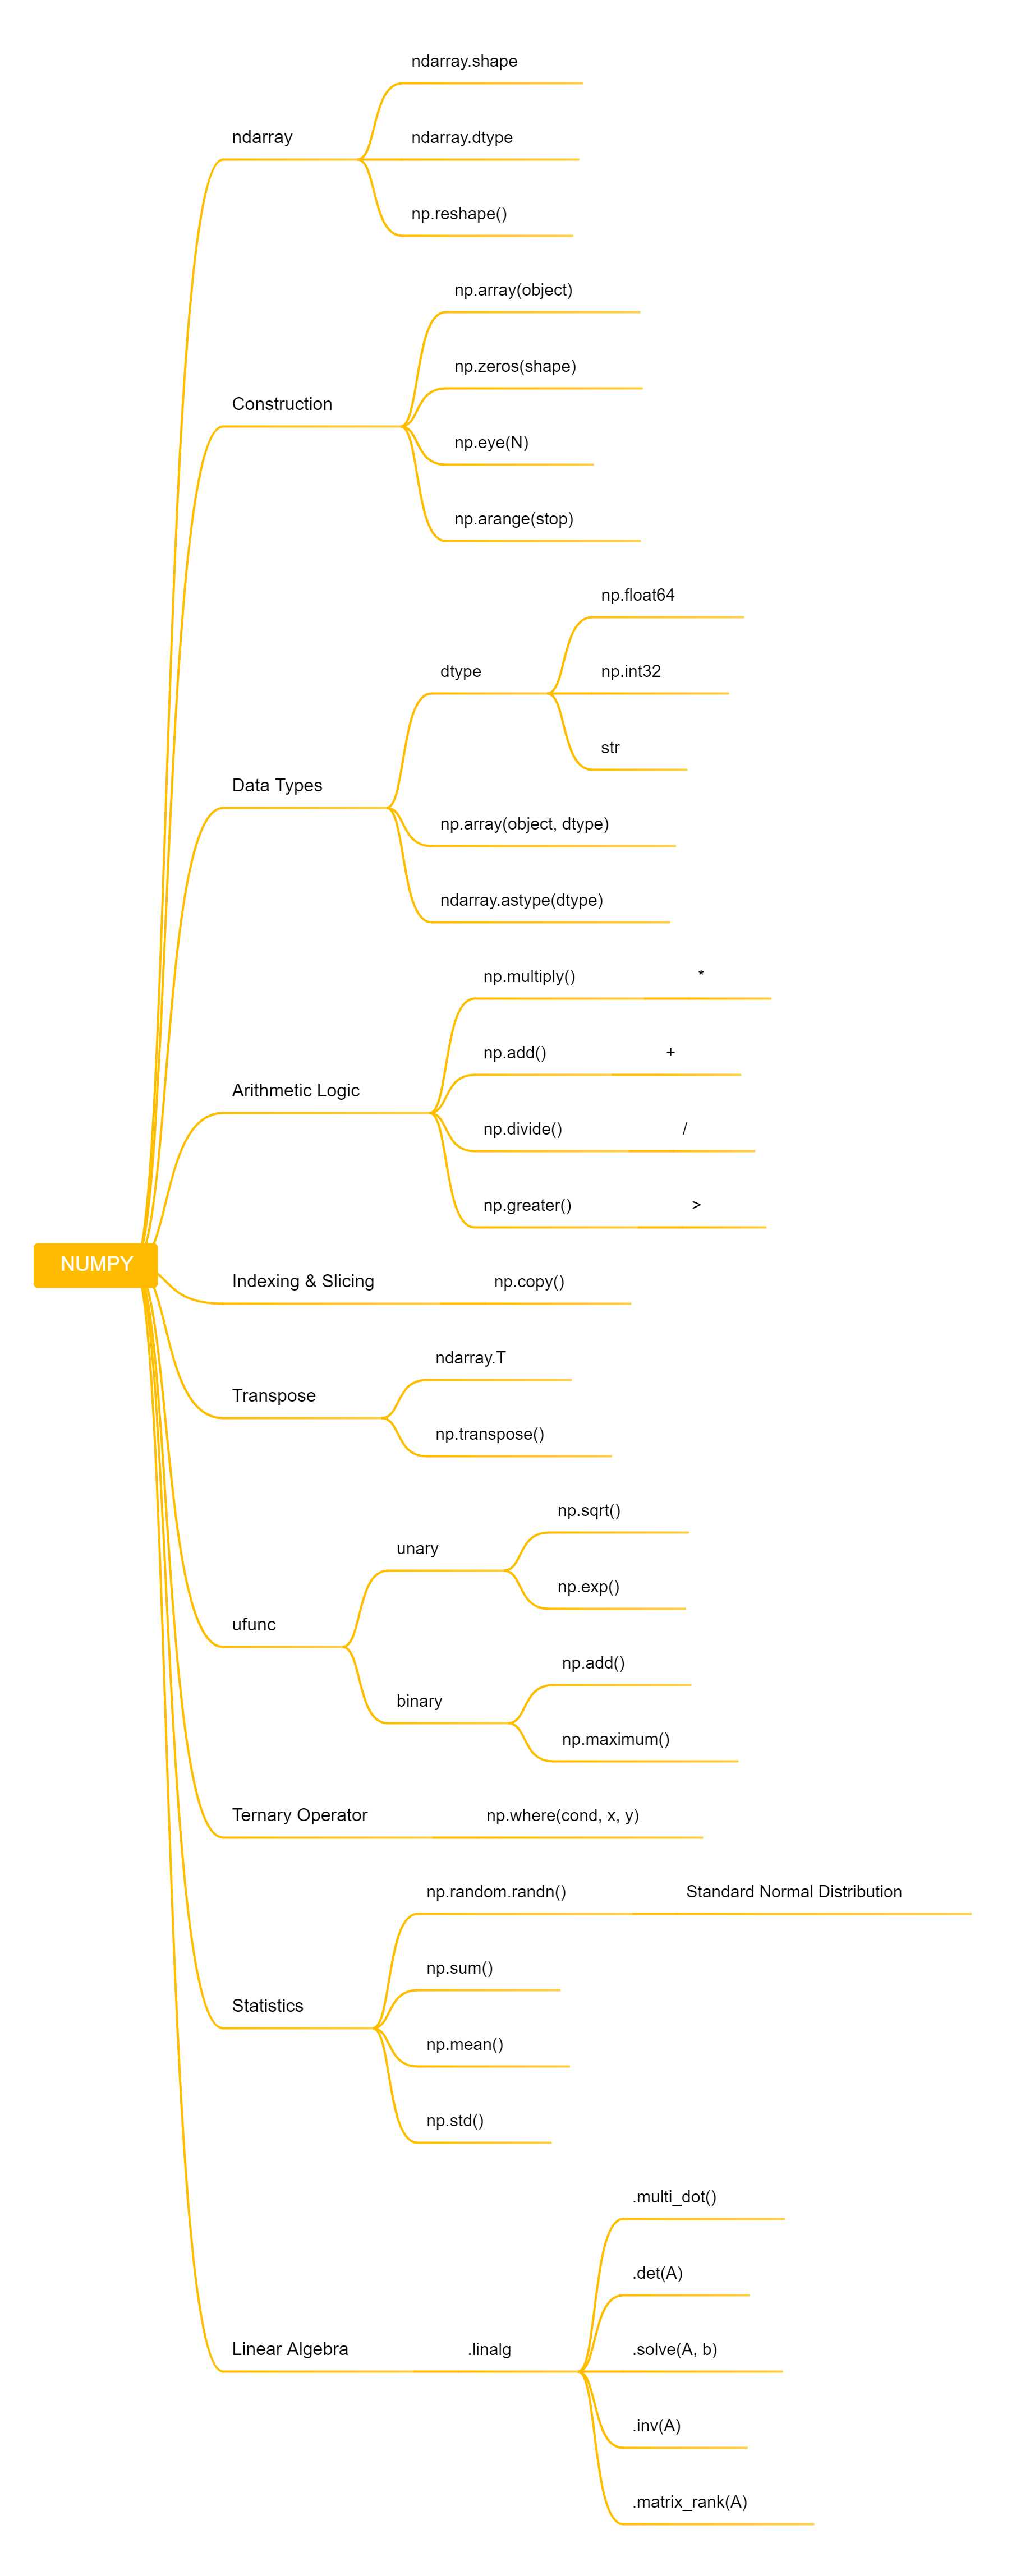 ndarray.shape
ndarray
ndarray.dtype
np.reshape()
np.array(object)
np.zeros(shape)
Construction
np.eye(N)
np.arange(stop)
np.float64
dtype
np.int32
str
Data Types
np.array(object, dtype)
ndarray.astype(dtype)
np.multiply() *
np.add() +
Arithmetic Logic
np.divide() /
np.greater() >
NUMPY
Indexing & Slicing
np.copy()
ndarray.T
Transpose
np.transpose()
np.sqrt()
unary
np.exp()
ufunc
np.add()
binary
np.maximum()
Ternary Operator
np.where(cond, x, y)
np.random.randn()
Standard Normal Distribution
np.sum()
Statistics
np.mean()
np.std()
.multi_dot()
.det(A)
Linear Algebra
.linalg
.solve(A, b)
.inv(A)
.matrix_rank(A)